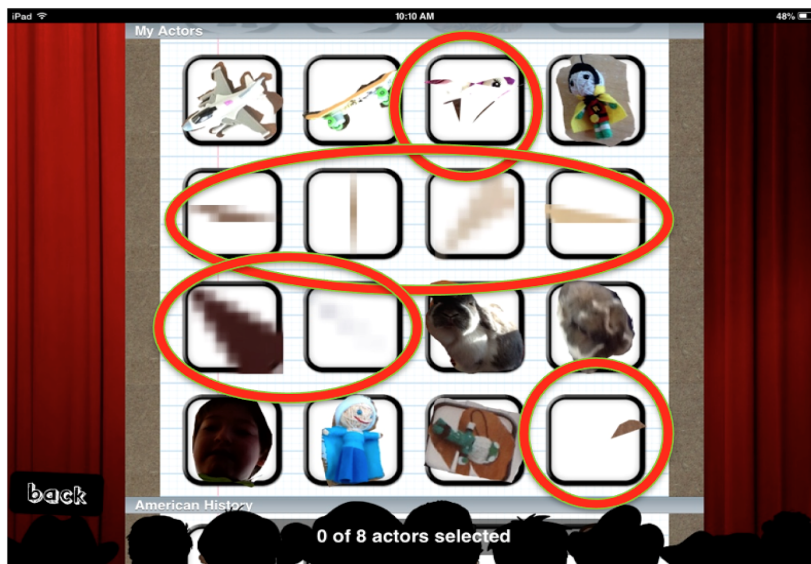 iPad 10:10 AM 48%
My Actors
back
American History
0 of 8 actors selected